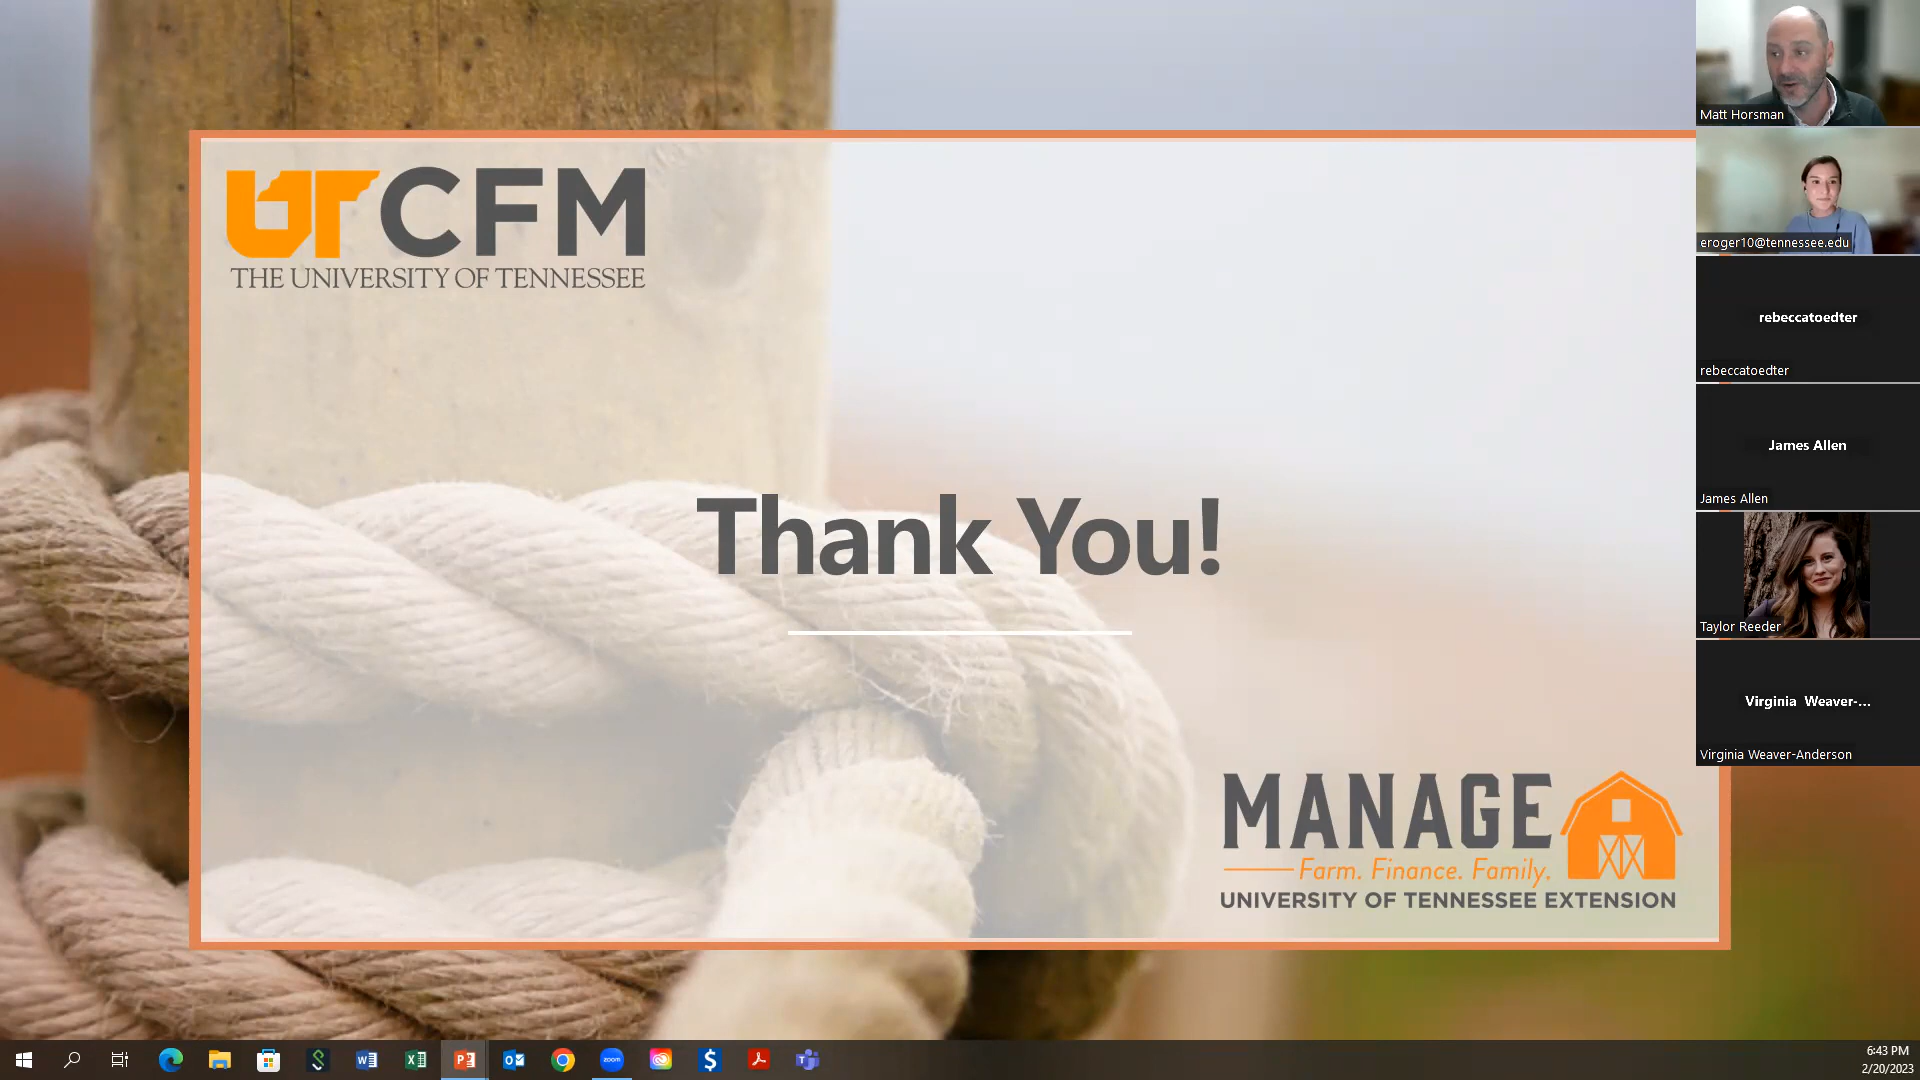 UT CFM
THE UNIVERSITY OF TENNESSEE
Thank You!
MANAGE
Farm. Finance. Family.
UNIVERSITY OF TENNESSEE EXTENSION
Matt Horsman
eroger10@tennessee.edu
rebeccatoedter
rebeccatoedter
James Allen
James Allen
Taylor Reeder
Virginia Weaver-...
Virginia Weaver-Anderson
zoom
6:43 PM
2/20/2023